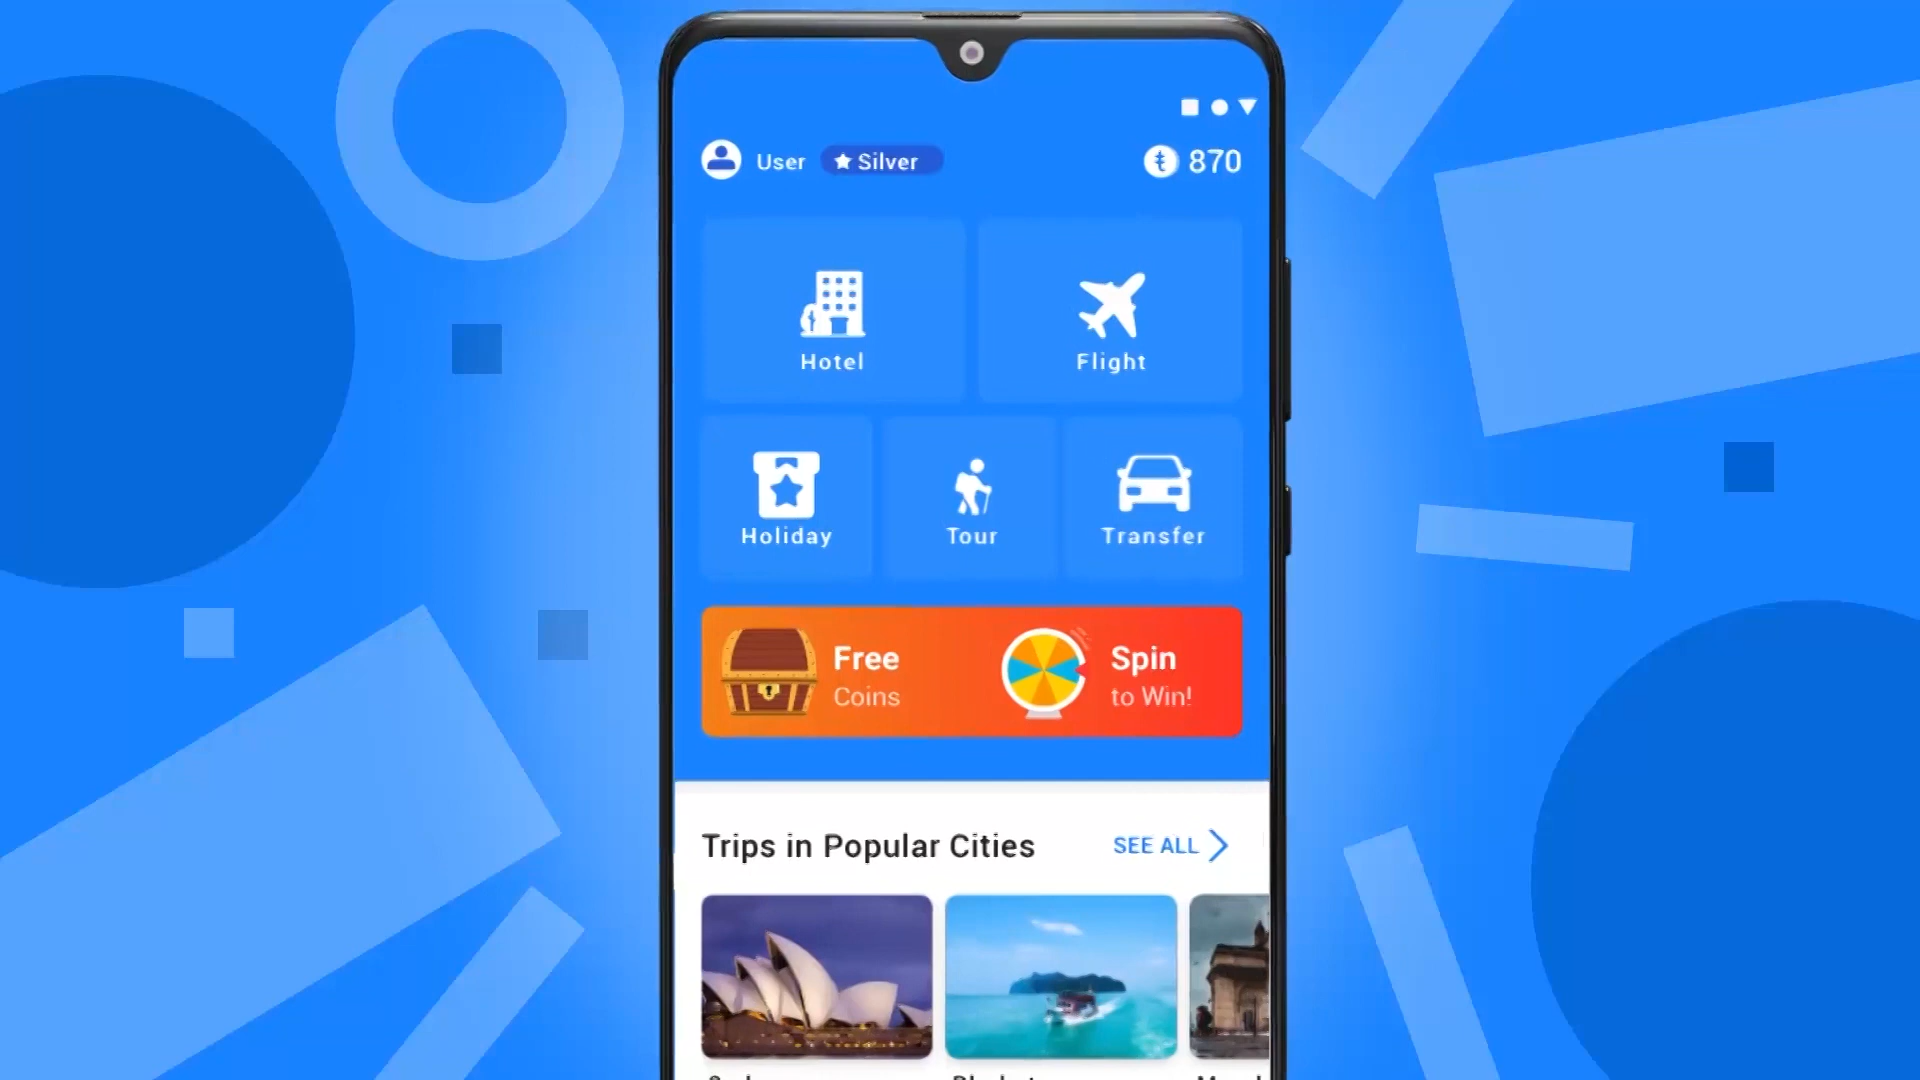 User
Silver
870
Hotel
Flight
Holiday
Tour
Transfer
Free
Coins
Spin
to Win!
Trips in Popular Cities
SEE ALL